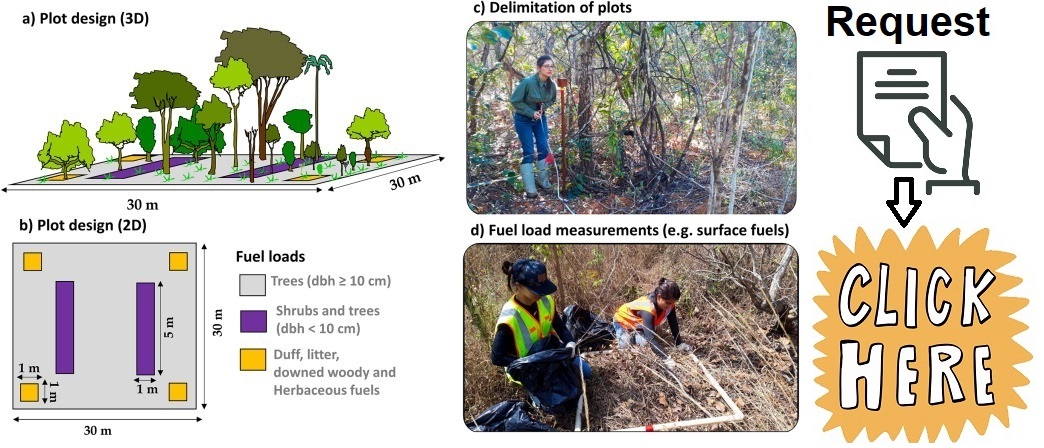 a) Plot design (3D)
30 m
30 m
b) Plot design (2D)
1 m
1 m
5 m
1 m
30 m
30 m
Fuel loads
Trees (dbh ≥ 10 cm)
Shrubs and trees
(dbh < 10 cm)
Duff, litter,
downed woody and
Herbaceous fuels
c) Delimitation of plots
d) Fuel load measurements (e.g. surface fuels)
Request
CLICK
HERE